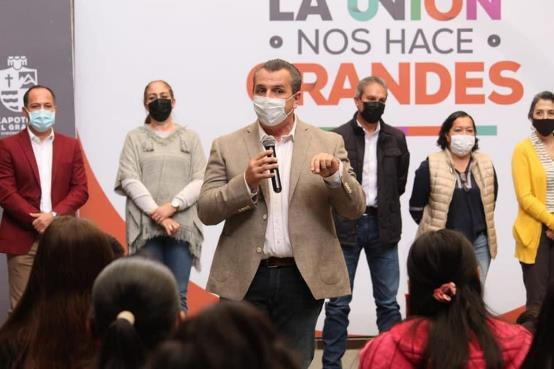 LA UNIÓN
• NOS HACE •
GRANDES